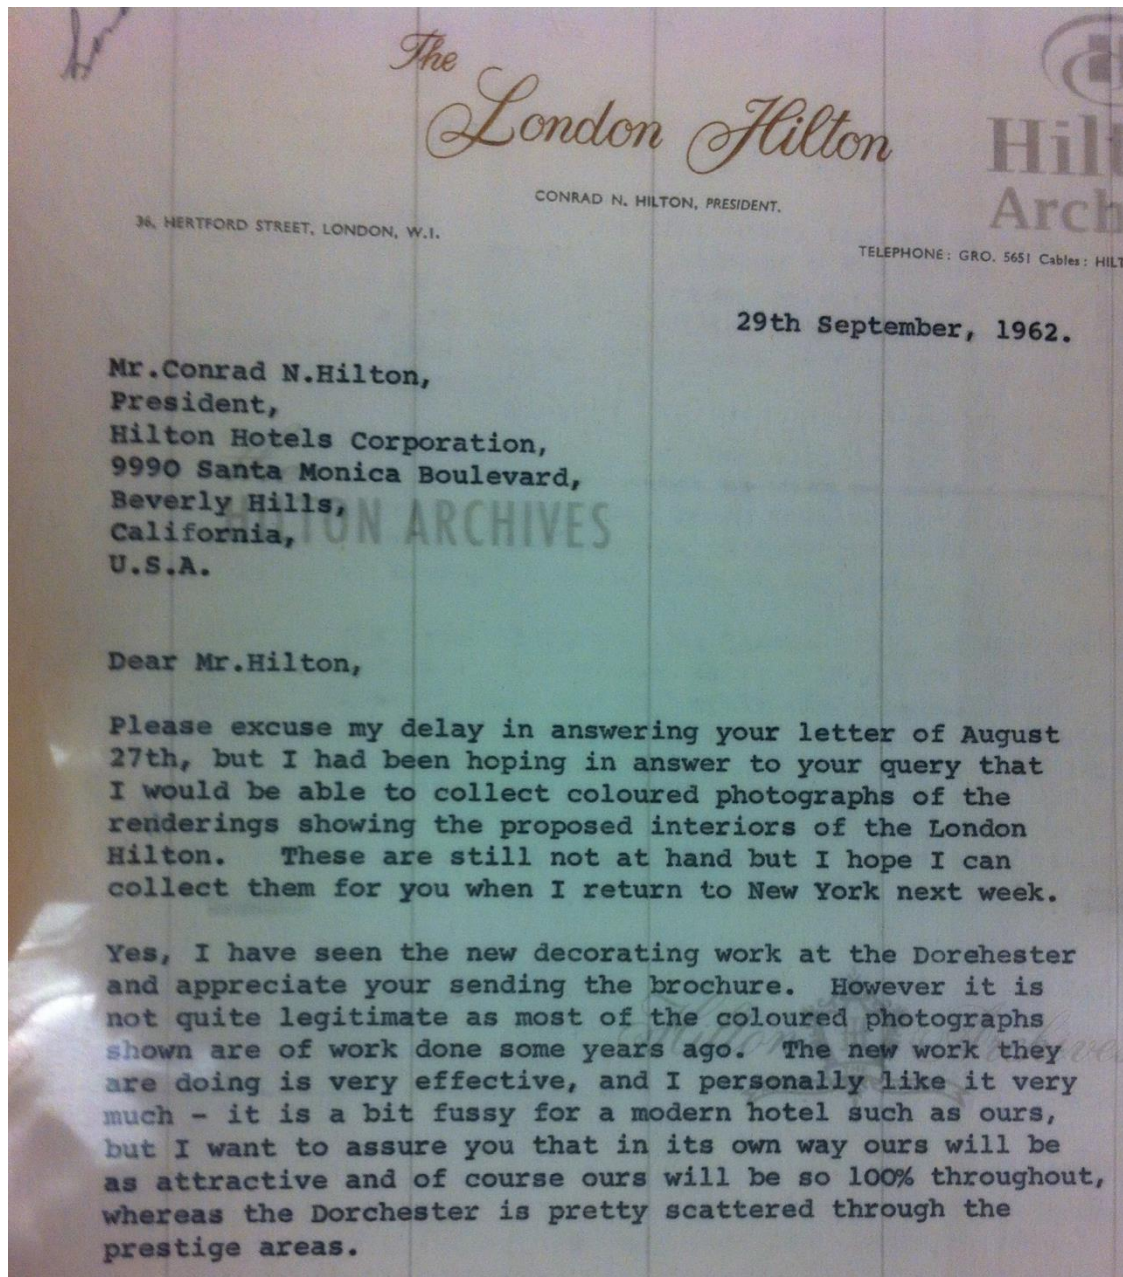 The
London Hilton
CONRAD N. HILTON, PRESIDENT.
36, HERTFORD STREET, LONDON, W.I.
TELEPHONE: GRO. 5651 Cables: HILT
Hilt
Arch
29th September, 1962.
Mr.Conrad N.Hilton,
President,
Hilton Hotels Corporation,
9990 Santa Monica Boulevard,
Beverly Hills,
California,
U.S.A.
HILTON ARCHIVES
Dear Mr.Hilton,
Please excuse my delay in answering your letter of August
27th, but I had been hoping in answer to your query that
I would be able to collect coloured photographs of the
renderings showing the proposed interiors of the London
Hilton. These are still not at hand but I hope I can
collect them for you when I return to New York next week.
Yes, I have seen the new decorating work at the Dorehester
and appreciate your sending the brochure. However it is
not quite legitimate as most of the coloured photographs
shown are of work done some years ago. The new work they
are doing is very effective, and I personally like it very
much - it is a bit fussy for a modern hotel such as ours,
but I want to assure you that in its own way ours will be
as attractive and of course ours will be so 100% throughout,
whereas the Dorchester is pretty scattered through the
prestige areas.